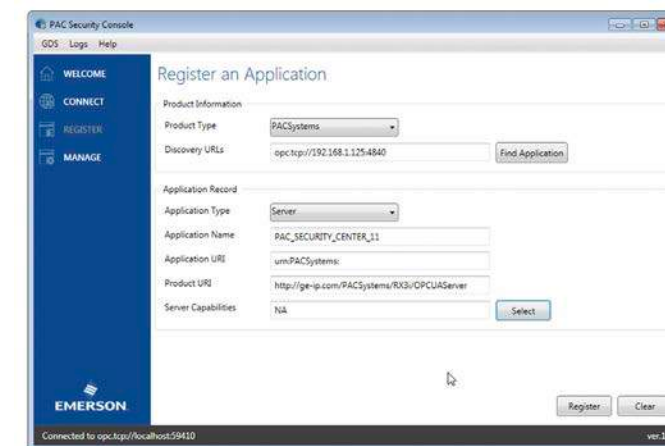 PAC Security Console
GDS Logs Help
WELCOME
CONNECT
REGISTER
MANAGE
EMERSON
Register an Application
Product Information
Product Type PACSystems
Discovery URLs opc.tcp://192.168.1.125:4840 Find Application
Application Record
Application Type Server
Application Name PAC_SECURITY_CENTER_11
Application URI urn:PACSystems:
Product URI http://ge-ip.com/PACSystems/RX3i/OPCUAServer
Server Capabilities NA Select
Register Clear
Connected to opc.tcp://localhost:59410